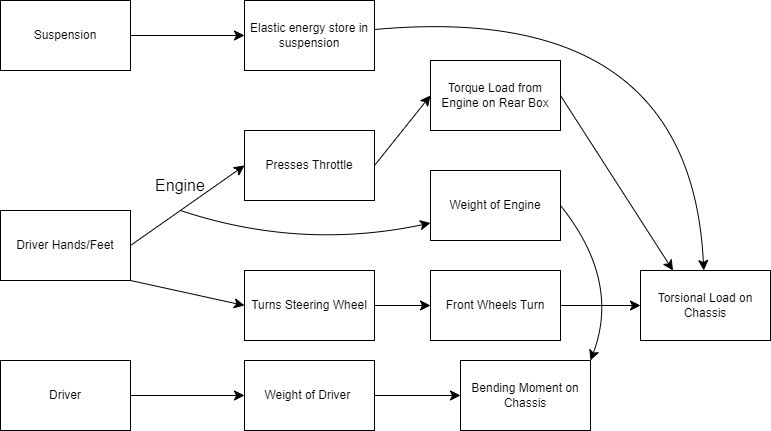 Suspension
Elastic energy store in
suspension
Torque Load from
Engine on Rear Box
Presses Throttle
Engine
Weight of Engine
Driver Hands/Feet
Turns Steering Wheel
Front Wheels Turn
Torsional Load on
Chassis
Driver
Weight of Driver
Bending Moment on
Chassis